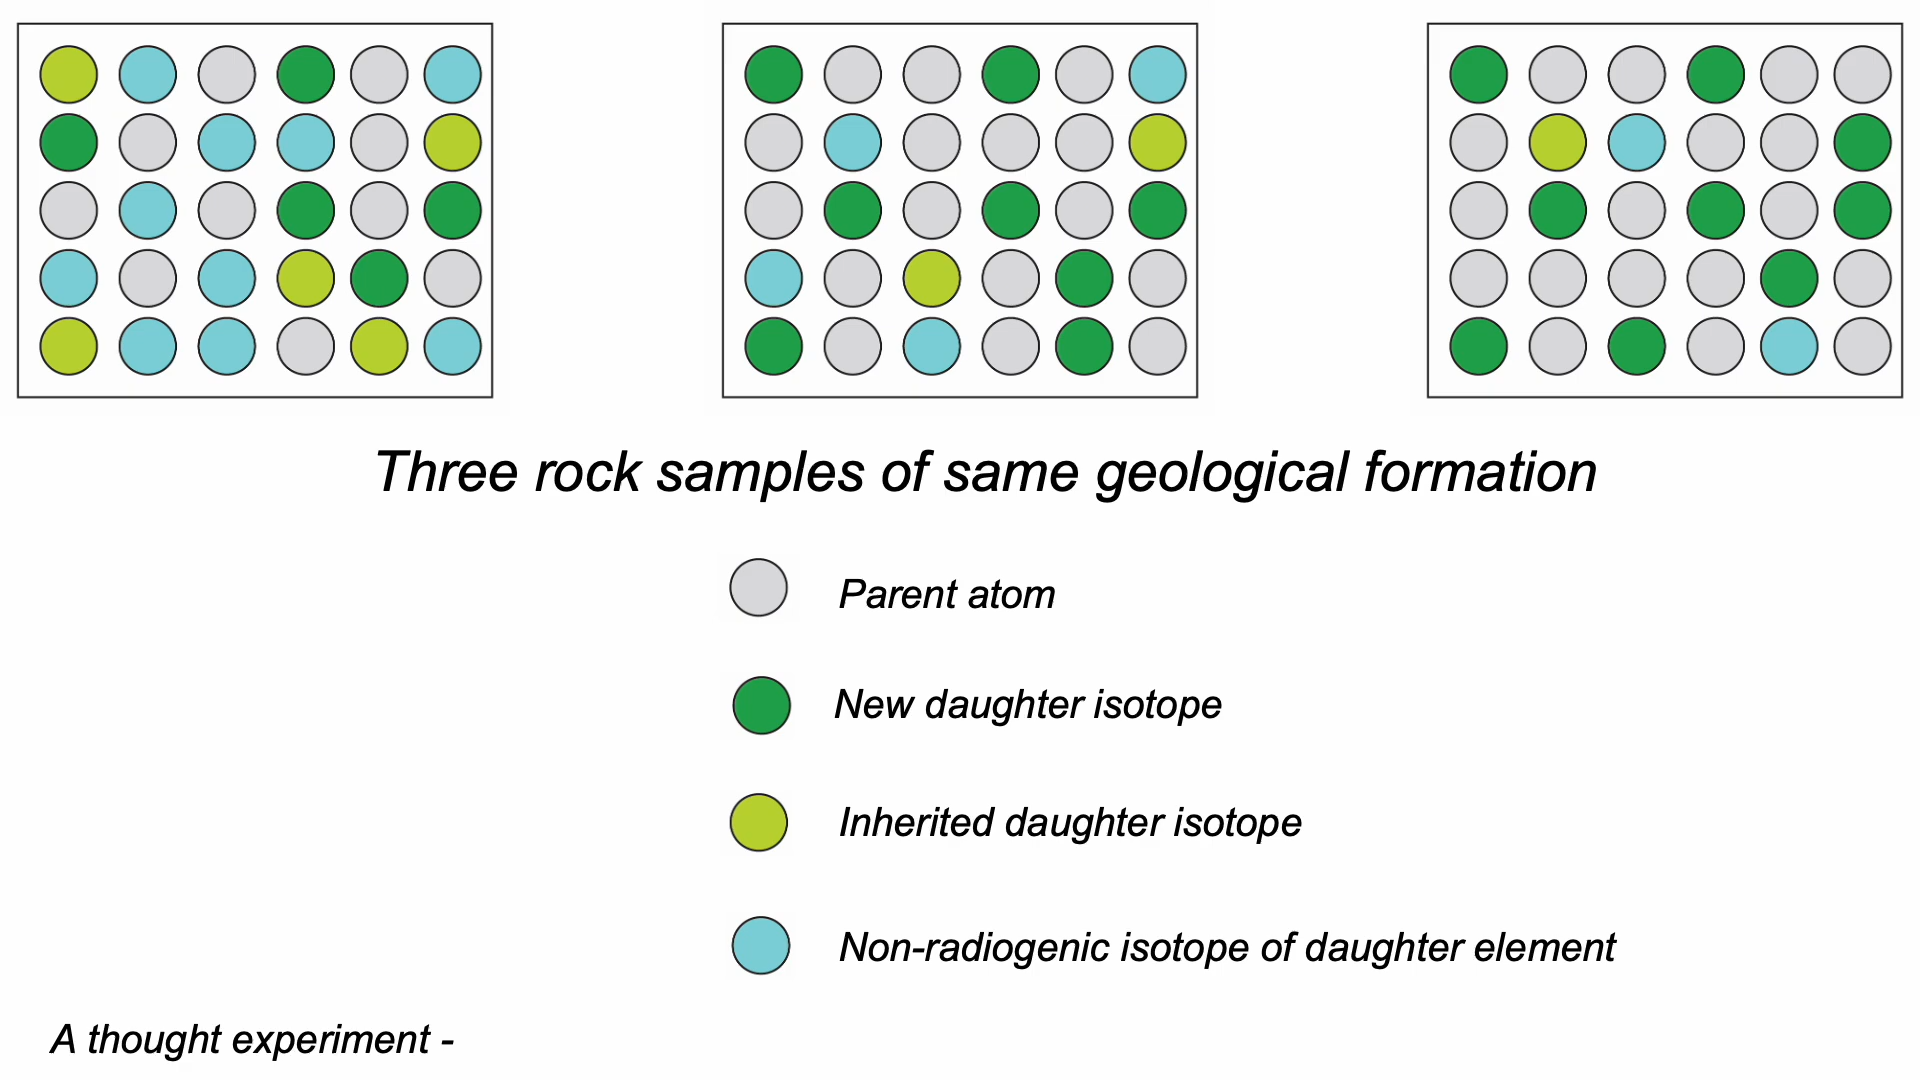 Three rock samples of same geological formation
Parent atom
New daughter isotope
Inherited daughter isotope
Non-radiogenic isotope of daughter element
A thought experiment -